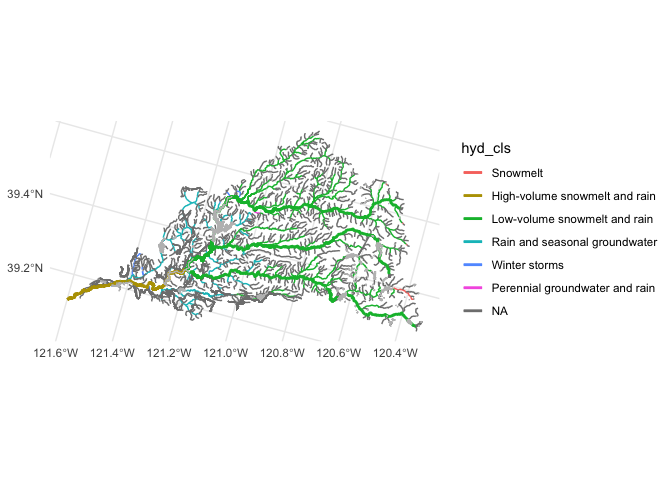 39.4°N
39.2°N
121.6°W 121.4°W 121.2°W 121.0°W 120.8°W 120.6°W 120.4°W
hyd_cls
Snowmelt
High-volume snowmelt and rain
Low-volume snowmelt and rain
Rain and seasonal groundwater
Winter storms
Perennial groundwater and rain
NA